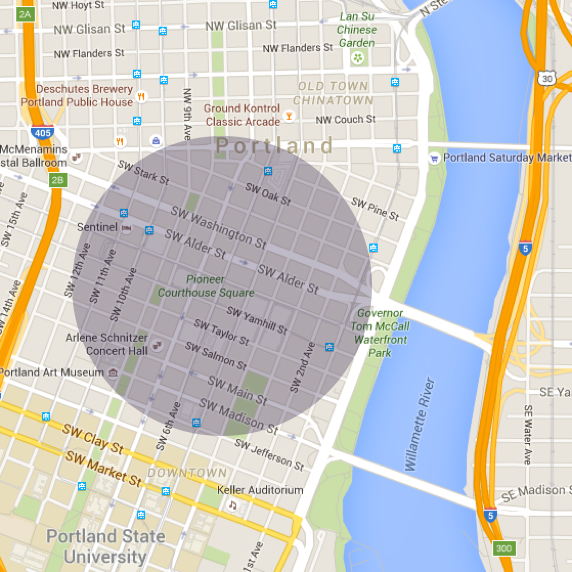 NW Hoyt St
2A
NW Glisan St
NW Glisan St
N Ste
Lan Su
Chinese
Garden
NW Flanders St
NW Flanders St
30
Deschutes Brewery
Portland Public House
NW 9th Ave
OLD TOWN
CHINATOWN
Ground Kontrol
Classic Arcade
NW Couch St
405
McMenamins
stal Ballroom
Portland
Portland Saturday Market
2B
SW Stark St
SW Oak St
SW 15th Ave
SW Pine St
Sentinel
SW Washington St
SW Alder St
SW Alder St
5
SW 12th Ave
SW 11th Ave
SW 10th Ave
Pioneer
Courthouse Square
SW 14th Ave
SW Yamhill St
Governor
Tom McCall
Waterfront
Park
Arlene Schnitzer
Concert Hall
SW Taylor St
SW Salmon St
SW 2nd Ave
Portland Art Museum
SW Main St
SW Madison St
SE Ya
SW 6th Ave
Willamette River
SE Water Ave
SW Clay St
SW Jefferson St
SW Market St
DOWNTOWN
Keller Auditorium
SE Madison S
5
Portland State
University
1st Ave
300